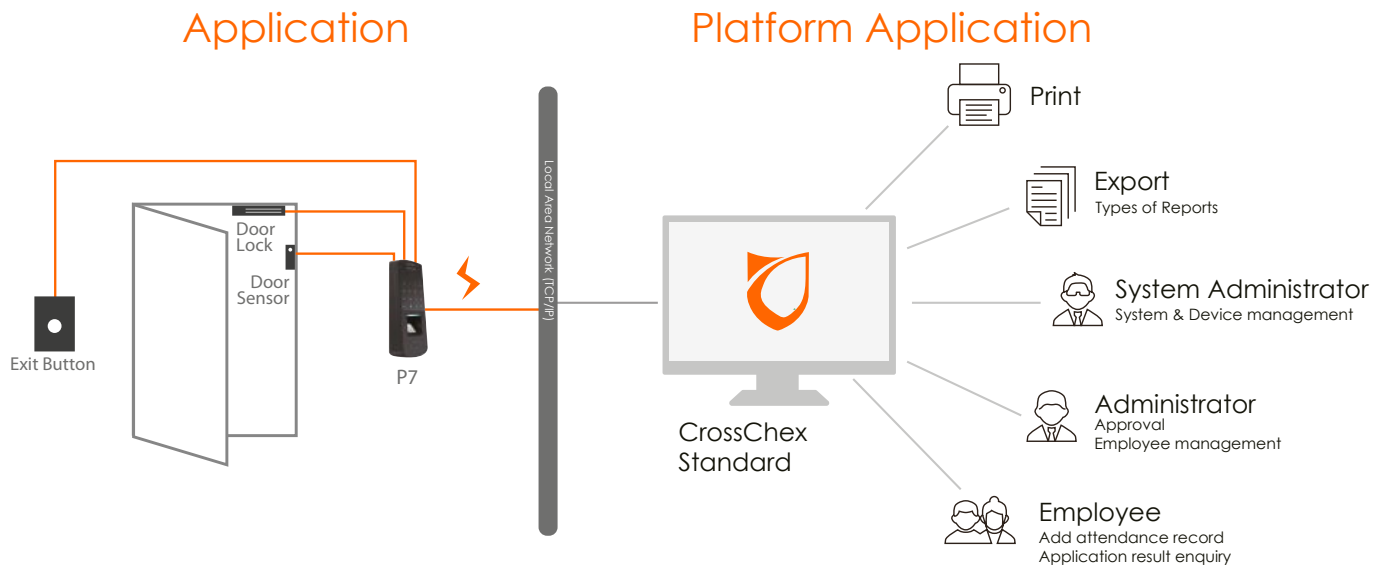 Application
Platform Application
Print
Export
Types of Reports
Local Area Network (TCP/IP)
Door
Lock
Door
Sensor
Exit Button
P7
System Administrator
System & Device management
CrossChex
Standard
Administrator
Approval
Employee management
Employee
Add attendance record
Application result enquiry